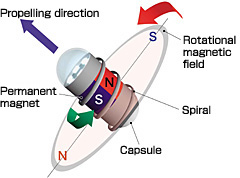 Propelling direction
S
Rotational
magnetic
field
Permanent
magnet
N
S
Spiral
Capsule
N